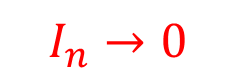 Iₙ → 0